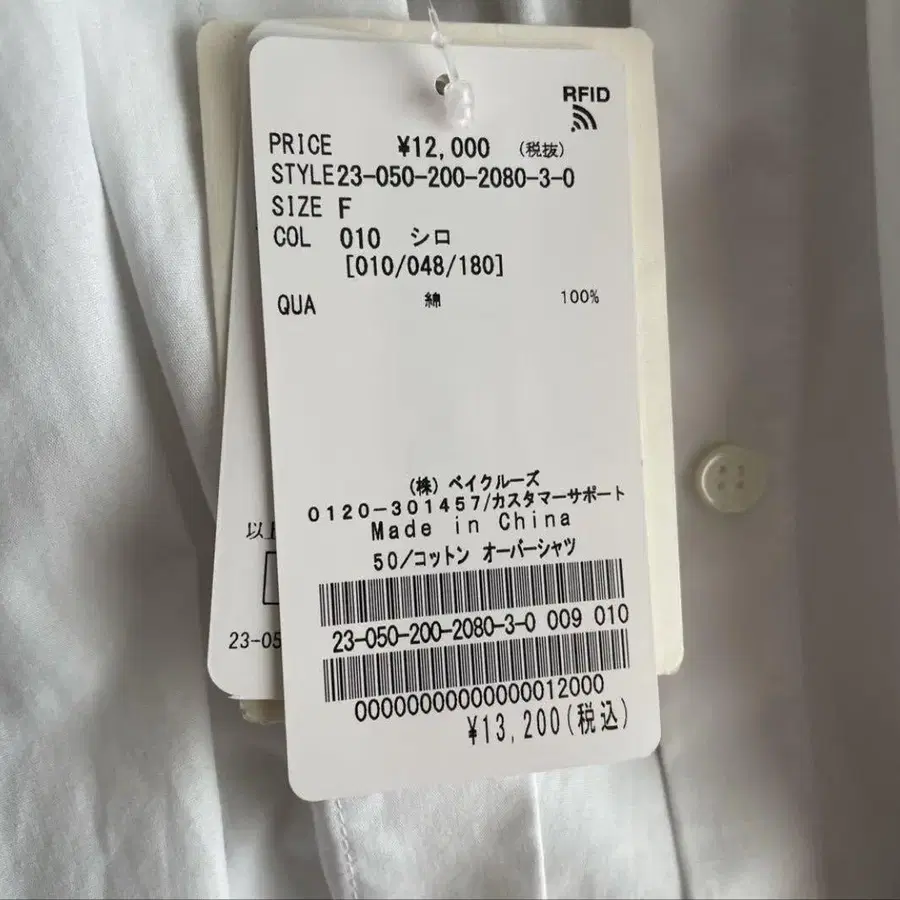 RFID
PRICE ¥12,000 (税抜)
STYLE23-050-200-2080-3-0
SIZE F
COL 010 シロ
[010/048/180]
QUA 綿 100%
(株) ベイクルーズ
0120-301457/カスタマーサポート
Made in China
50/コットン オーバーシャツ
23-050-200-2080-3-0 009 010
00000000000000012000
¥13,200(税込)
以上
23-05